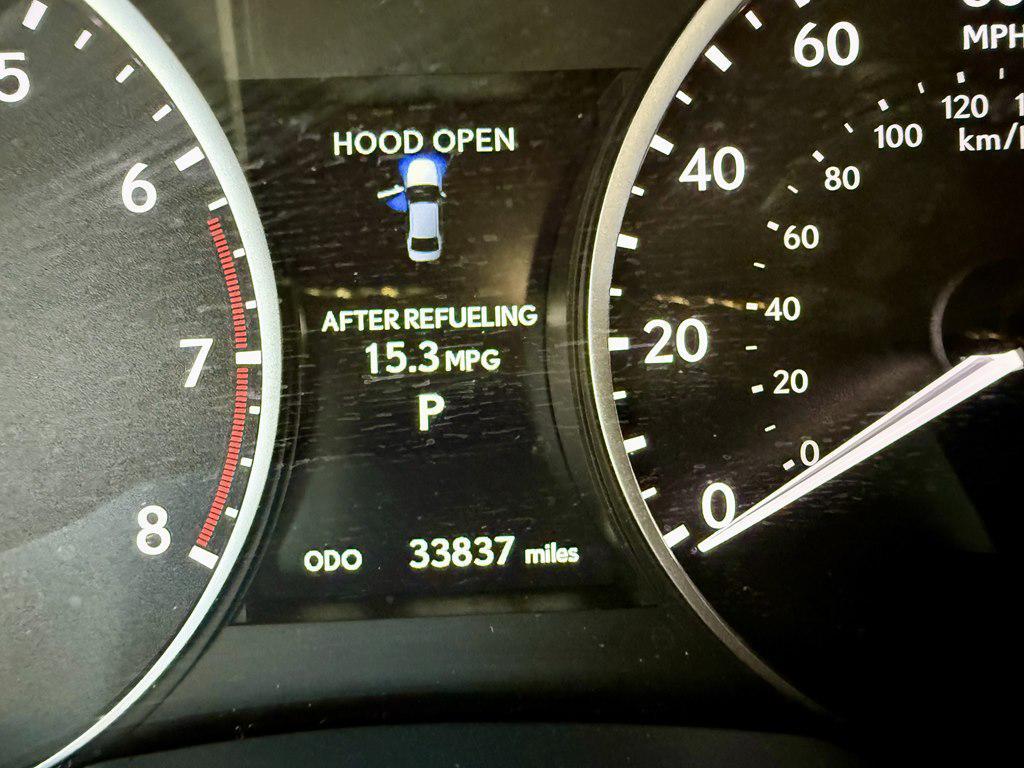 5
6
7
8
HOOD OPEN
AFTER REFUELING
15.3 MPG
P
ODO 33837 miles
60
MPH
40
20
0
120
100
km/
80
60
40
20
0